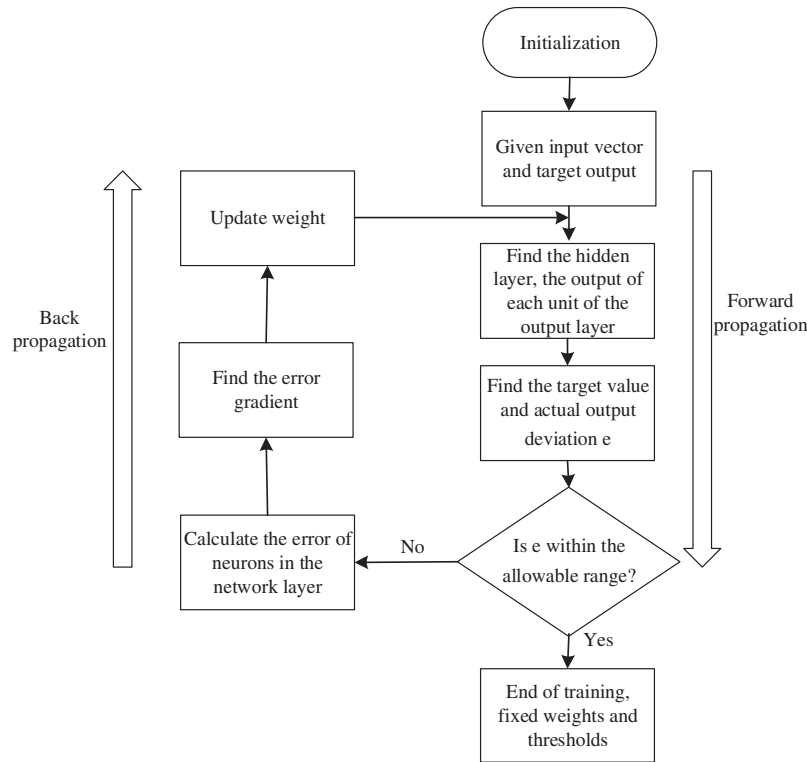 Initialization
Given input vector
and target output
Update weight
Find the hidden
layer, the output of
each unit of the
output layer
Back
propagation
Forward
propagation
Find the error
gradient
Find the target value
and actual output
deviation e
Calculate the error of
neurons in the
network layer
No
Is e within the
allowable range?
Yes
End of training,
fixed weights and
thresholds